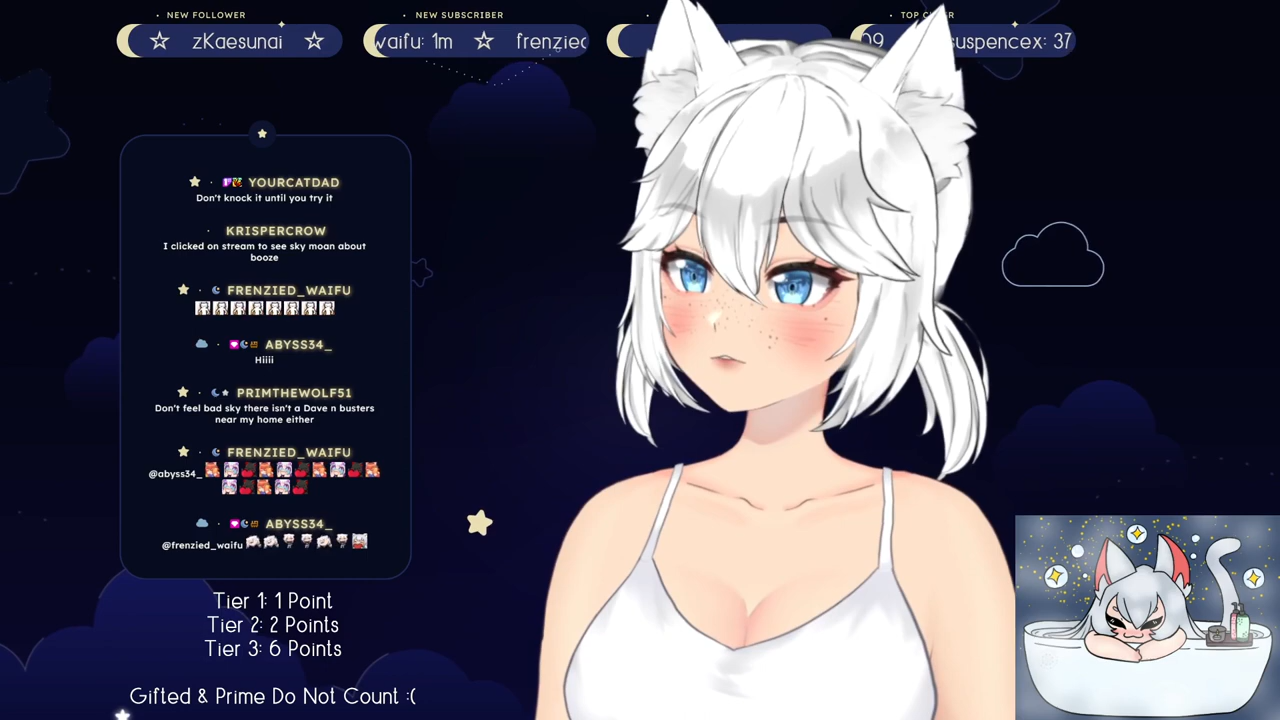 NEW FOLLOWER
NEW SUBSCRIBER
zKaesunai
waifu: 1m
frenzied
suspencex: 37
YOURCATDAD
Don't knock it until you try it
KRISPERCROW
I clicked on stream to see sky moan about
booze
FRENZIED_WAIFU
ABYSS34_
Hiiii
PRIMTHEWOLF51
Don't feel bad sky there isn't a Dave n busters
near my home either
FRENZIED_WAIFU
@abyss34_
ABYSS34_
@frenzied_waifu
Tier 1: 1 Point
Tier 2: 2 Points
Tier 3: 6 Points
Gifted & Prime Do Not Count :(